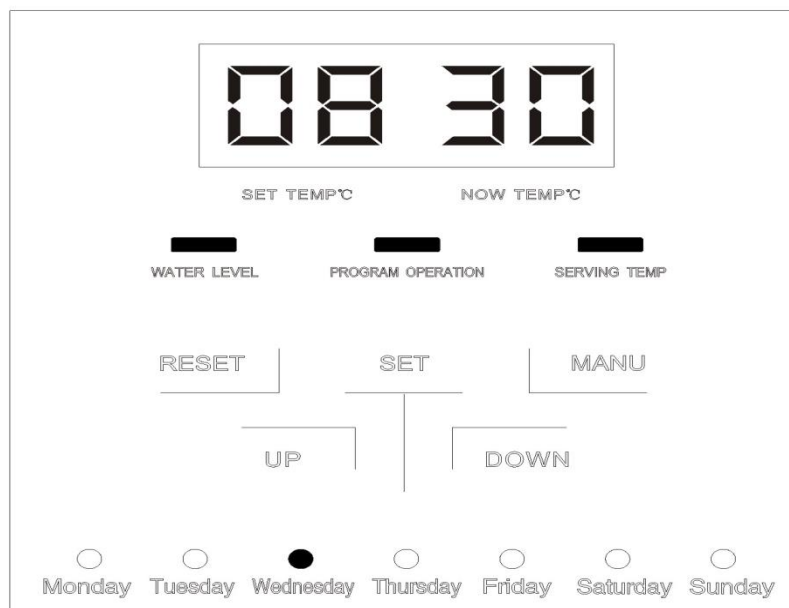 08 30
SET TEMP℃ NOW TEMP℃
WATER LEVEL PROGRAM OPERATION SERVING TEMP
RESET SET MANU
UP DOWN
Monday Tuesday Wednesday Thursday Friday Saturday Sunday